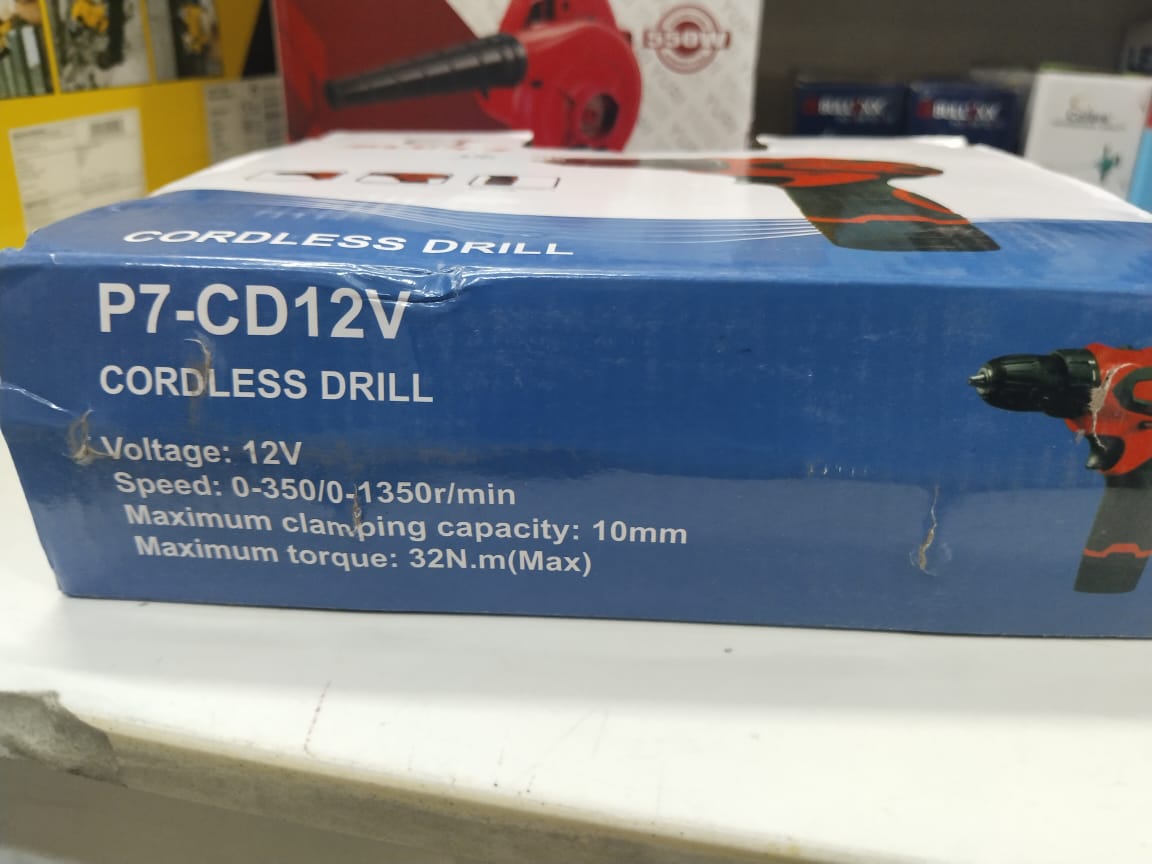 550W
CORDLESS DRILL
P7-CD12V
CORDLESS DRILL
Voltage: 12V
Speed: 0-350/0-1350r/min
Maximum clamping capacity: 10mm
Maximum torque: 32N.m(Max)